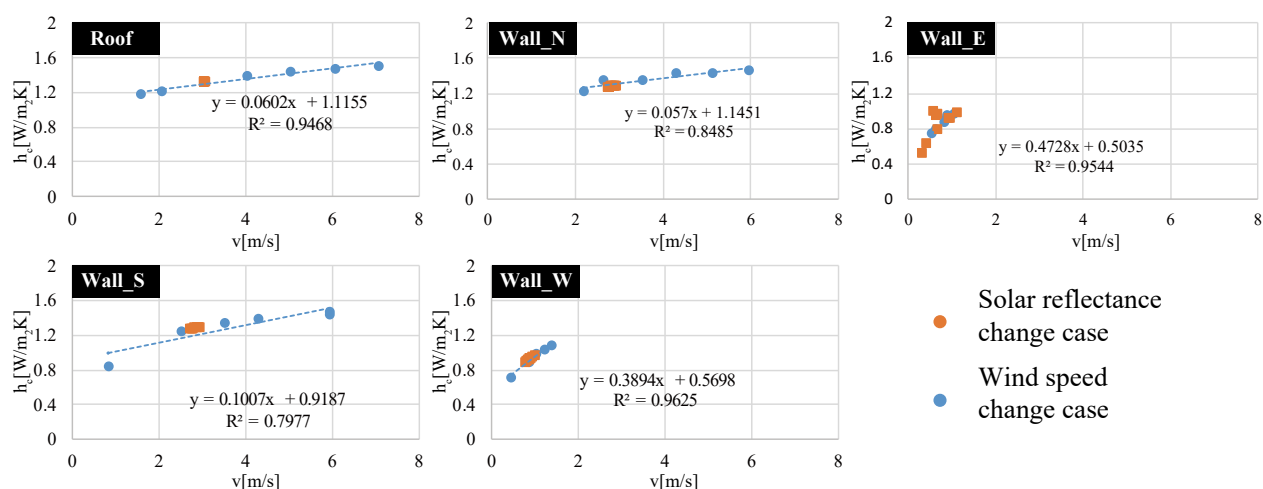 Roof
h_c[W/m_2K]
2
1.6
1.2
0.8
0.4
0
y = 0.0602x + 1.1155
R² = 0.9468
0 2 4 6 8
v[m/s]
Wall_N
h_c[W/m_2K]
2
1.6
1.2
0.8
0.4
0
y = 0.057x + 1.1451
R² = 0.8485
0 2 4 6 8
v[m/s]
Wall_E
h_c[W/m_2K]
2
1.6
1.2
0.8
0.4
0
y = 0.4728x + 0.5035
R² = 0.9544
0 2 4 6 8
v[m/s]
Wall_S
h_c[W/m_2K]
2
1.6
1.2
0.8
0.4
0
y = 0.1007x + 0.9187
R² = 0.7977
0 2 4 6 8
v[m/s]
Wall_W
h_c[W/m_2K]
2
1.6
1.2
0.8
0.4
0
y = 0.3894x + 0.5698
R² = 0.9625
0 2 4 6 8
v[m/s]
Solar reflectance
change case
Wind speed
change case